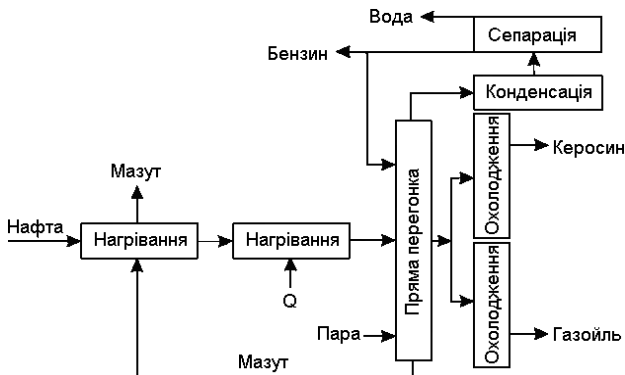 Вода
Сепарація
Бензин
Конденсація
Мазут
Охолодження
Керосин
Нафта
Нагрівання
Нагрівання
Пряма перегонка
Q
Пара
Охолодження
Газойль
Мазут